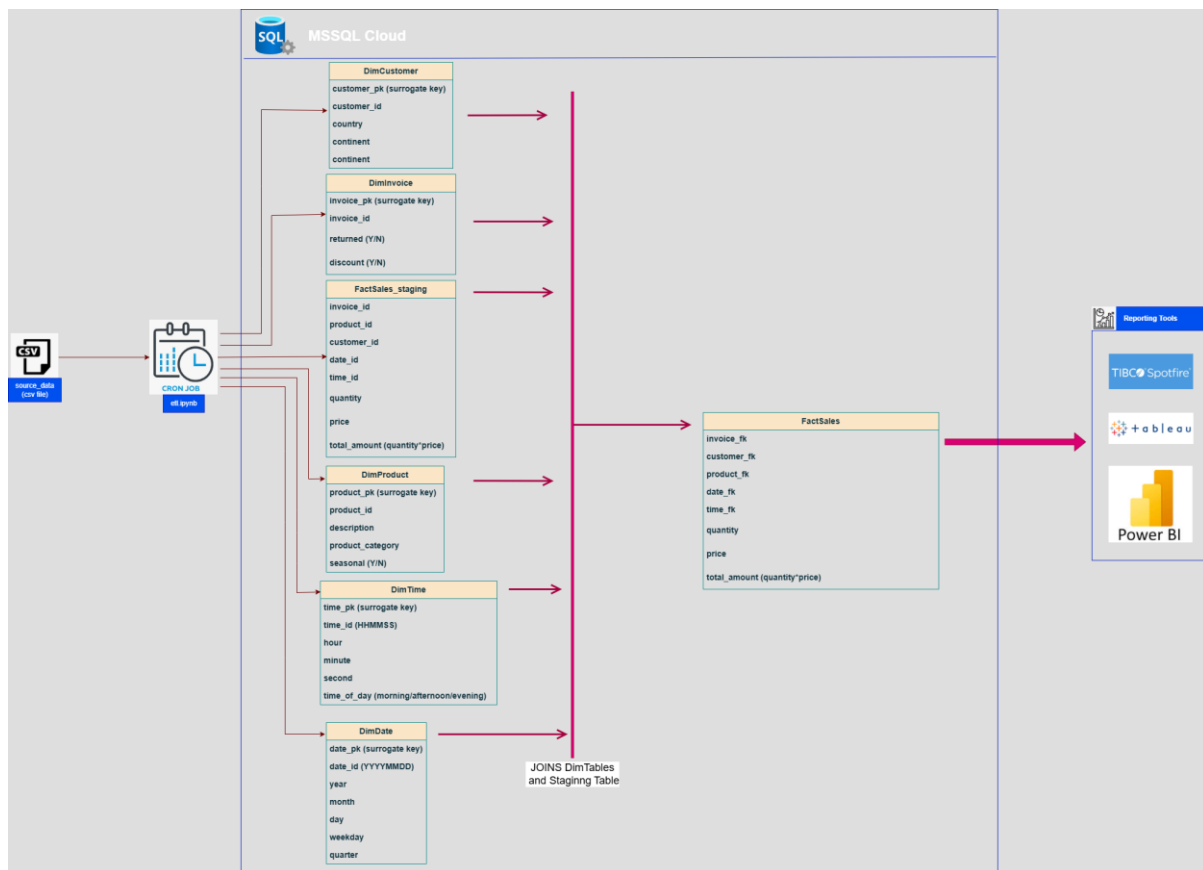 SQL
MSSQL Cloud
DimCustomer
customer_pk (surrogate key)
customer_id
country
continent
continent
DimInvoice
invoice_pk (surrogate key)
invoice_id
returned (Y/N)
discount (Y/N)
FactSales_staging
invoice_id
product_id
customer_id
date_id
time_id
quantity
price
total_amount (quantity*price)
CSV
source_data
(csv file)
CRON JOB
etl.ipynb
DimProduct
product_pk (surrogate key)
product_id
description
product_category
seasonal (Y/N)
DimTime
time_pk (surrogate key)
time_id (HHMMSS)
hour
minute
second
time_of_day (morning/afternoon/evening)
DimDate
date_pk (surrogate key)
date_id (YYYYMMDD)
year
month
day
weekday
quarter
JOINS DimTables
and Staginng Table
FactSales
invoice_fk
customer_fk
product_fk
date_fk
time_fk
quantity
price
total_amount (quantity*price)
Reporting Tools
TIBCO Spotfire
+ableau
Power BI